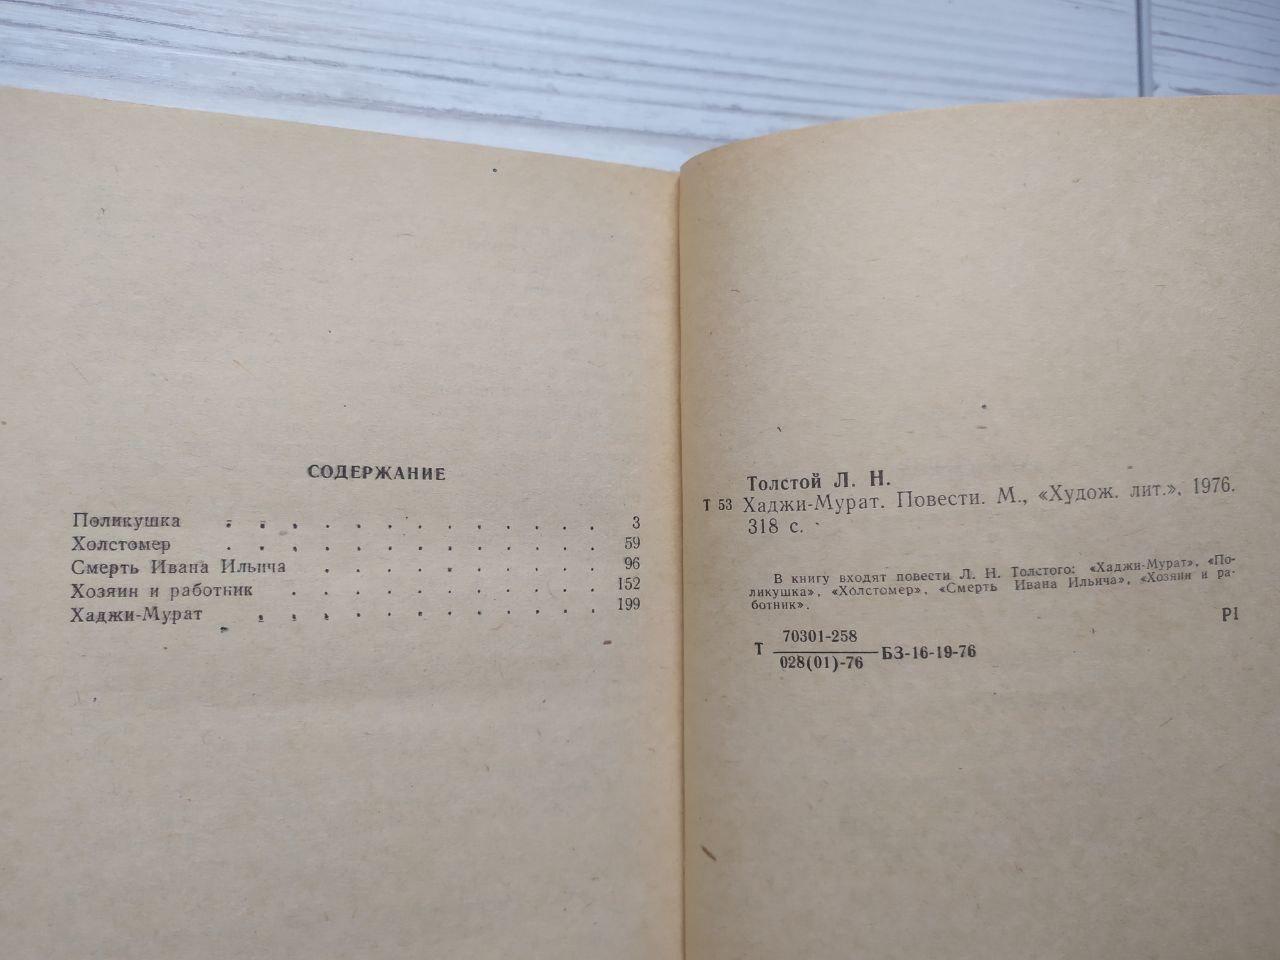 СОДЕРЖАНИЕ
Поликушка . . . . . . . . . . . . 3
Холстомер . . . . . . . . . . . . 59
Смерть Ивана Ильича . . . . . . . . . 96
Хозяин и работник . . . . . . . . . . 152
Хаджи-Мурат . . . . . . . . . . . 199
Толстой Л. Н.
Т 53 Хаджи-Мурат. Повести. М., «Худож. лит.», 1976.
318 с.
В книгу входят повести Л. Н. Толстого: «Хаджи-Мурат», «По-
ликушка», «Холстомер», «Смерть Ивана Ильича», «Хозяин и ра-
ботник».
Р1
Т 70301-258
028(01)-76 БЗ-16-19-76